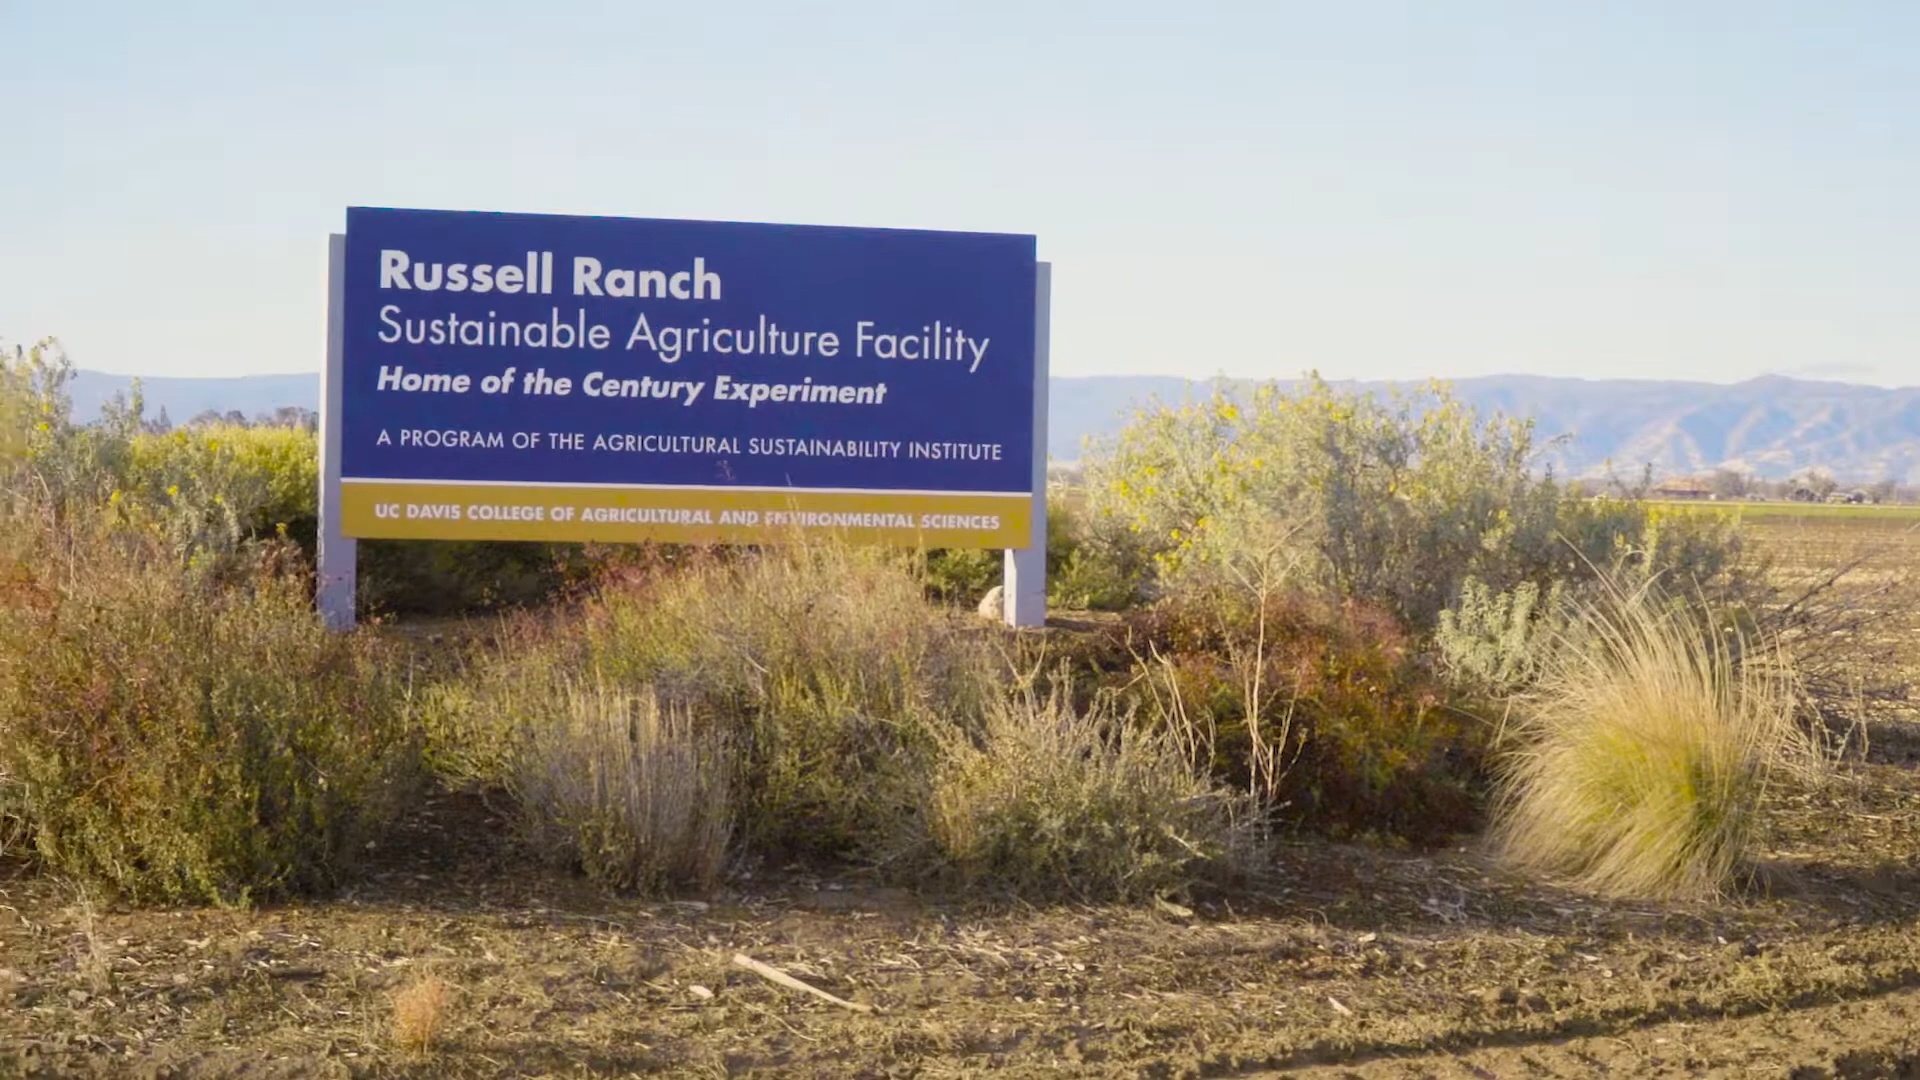 Russell Ranch
Sustainable Agriculture Facility
Home of the Century Experiment
A PROGRAM OF THE AGRICULTURAL SUSTAINABILITY INSTITUTE
UC DAVIS COLLEGE OF AGRICULTURAL AND ENVIRONMENTAL SCIENCES